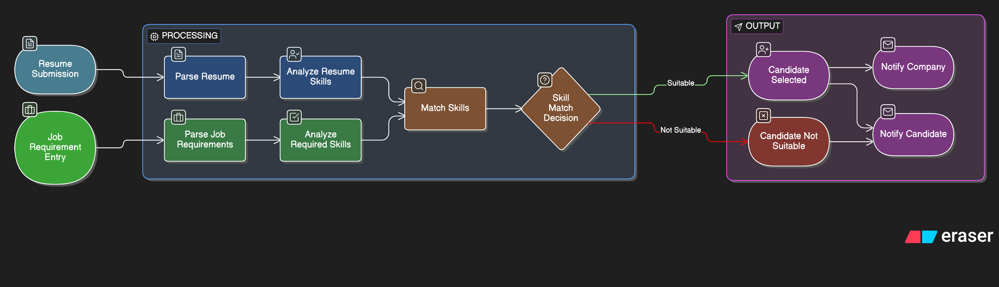 Resume
Submission
Job
Requirement
Entry
PROCESSING
Parse Resume
Analyze Resume
Skills
Parse Job
Requirements
Analyze
Required Skills
Match Skills
Skill
Match
Decision
Suitable
Not Suitable
OUTPUT
Candidate
Selected
Notify Company
Candidate Not
Suitable
Notify Candidate
eraser